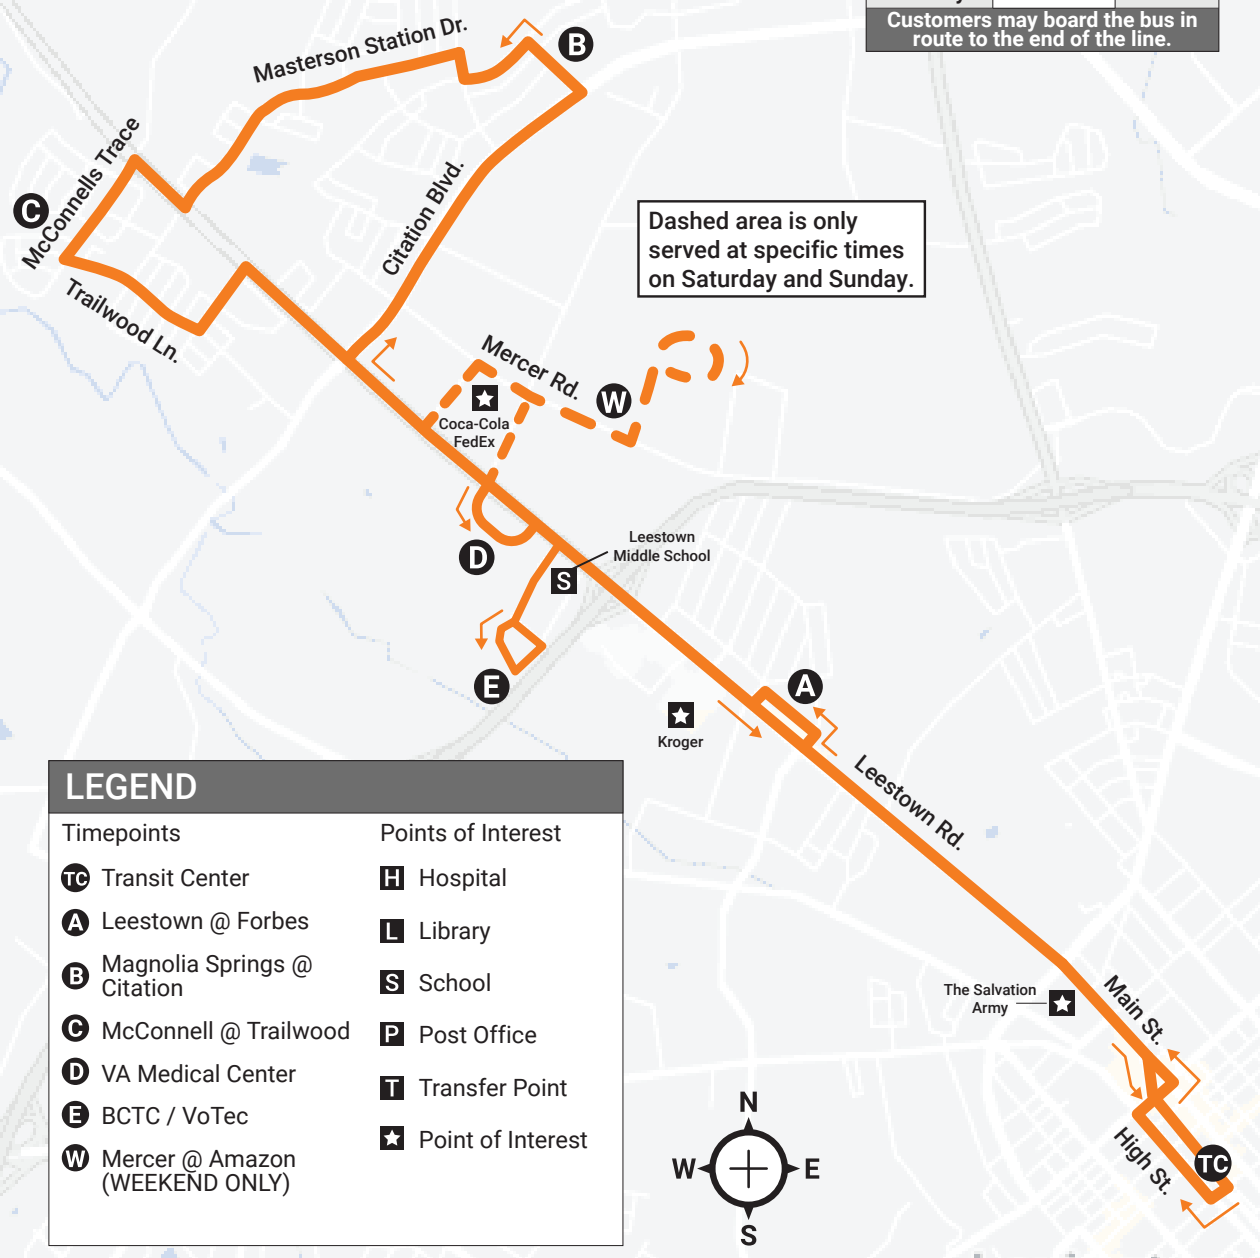 Customers may board the bus in
route to the end of the line.
Masterson Station Dr.
B
McConnells Trace
C
Citation Blvd.
Dashed area is only
served at specific times
on Saturday and Sunday.
Trailwood Ln.
Mercer Rd.
W
Coca-Cola
FedEx
D
Leestown
Middle School
S
E
A
Kroger
Leestown Rd.
LEGEND
Timepoints
TC Transit Center
A Leestown @ Forbes
B Magnolia Springs @
Citation
C McConnell @ Trailwood
D VA Medical Center
E BCTC / VoTec
W Mercer @ Amazon
(WEEKEND ONLY)
Points of Interest
H Hospital
L Library
S School
P Post Office
T Transfer Point
Point of Interest
The Salvation
Army
Main St.
High St.
TC
N
W E
S